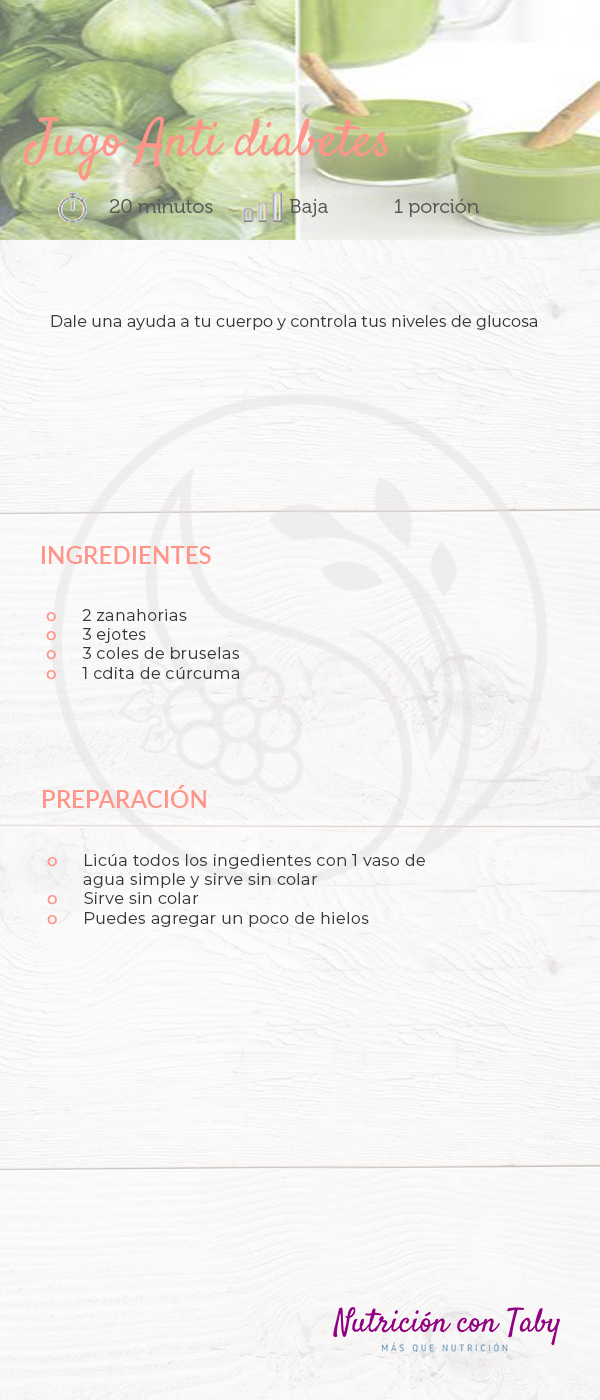 Jugo Anti diabetes
20 minutos Baja 1 porción
Dale una ayuda a tu cuerpo y controla tus niveles de glucosa
INGREDIENTES
o 2 zanahorias
o 3 ejotes
o 3 coles de bruselas
o 1 cdita de cúrcuma
PREPARACIÓN
o Licúa todos los ingedientes con 1 vaso de
agua simple y sirve sin colar
o Sirve sin colar
o Puedes agregar un poco de hielos
Nutrición con Taby
MÁS QUE NUTRICIÓN